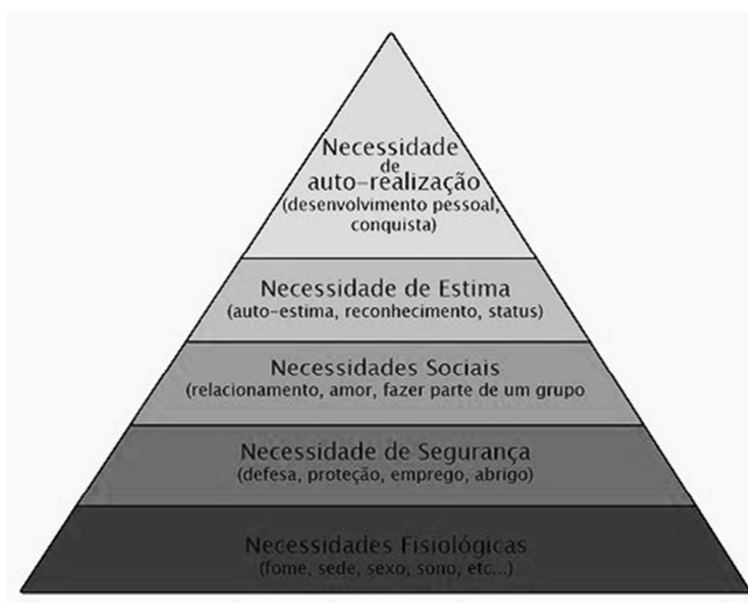 Necessidade
de
auto-realização
(desenvolvimento pessoal,
conquista)
Necessidade de Estima
(auto-estima, reconhecimento, status)
Necessidades Sociais
(relacionamento, amor, fazer parte de um grupo
Necessidade de Segurança
(defesa, proteção, emprego, abrigo)
Necessidades Fisiológicas
(fome, sede, sexo, sono, etc...)